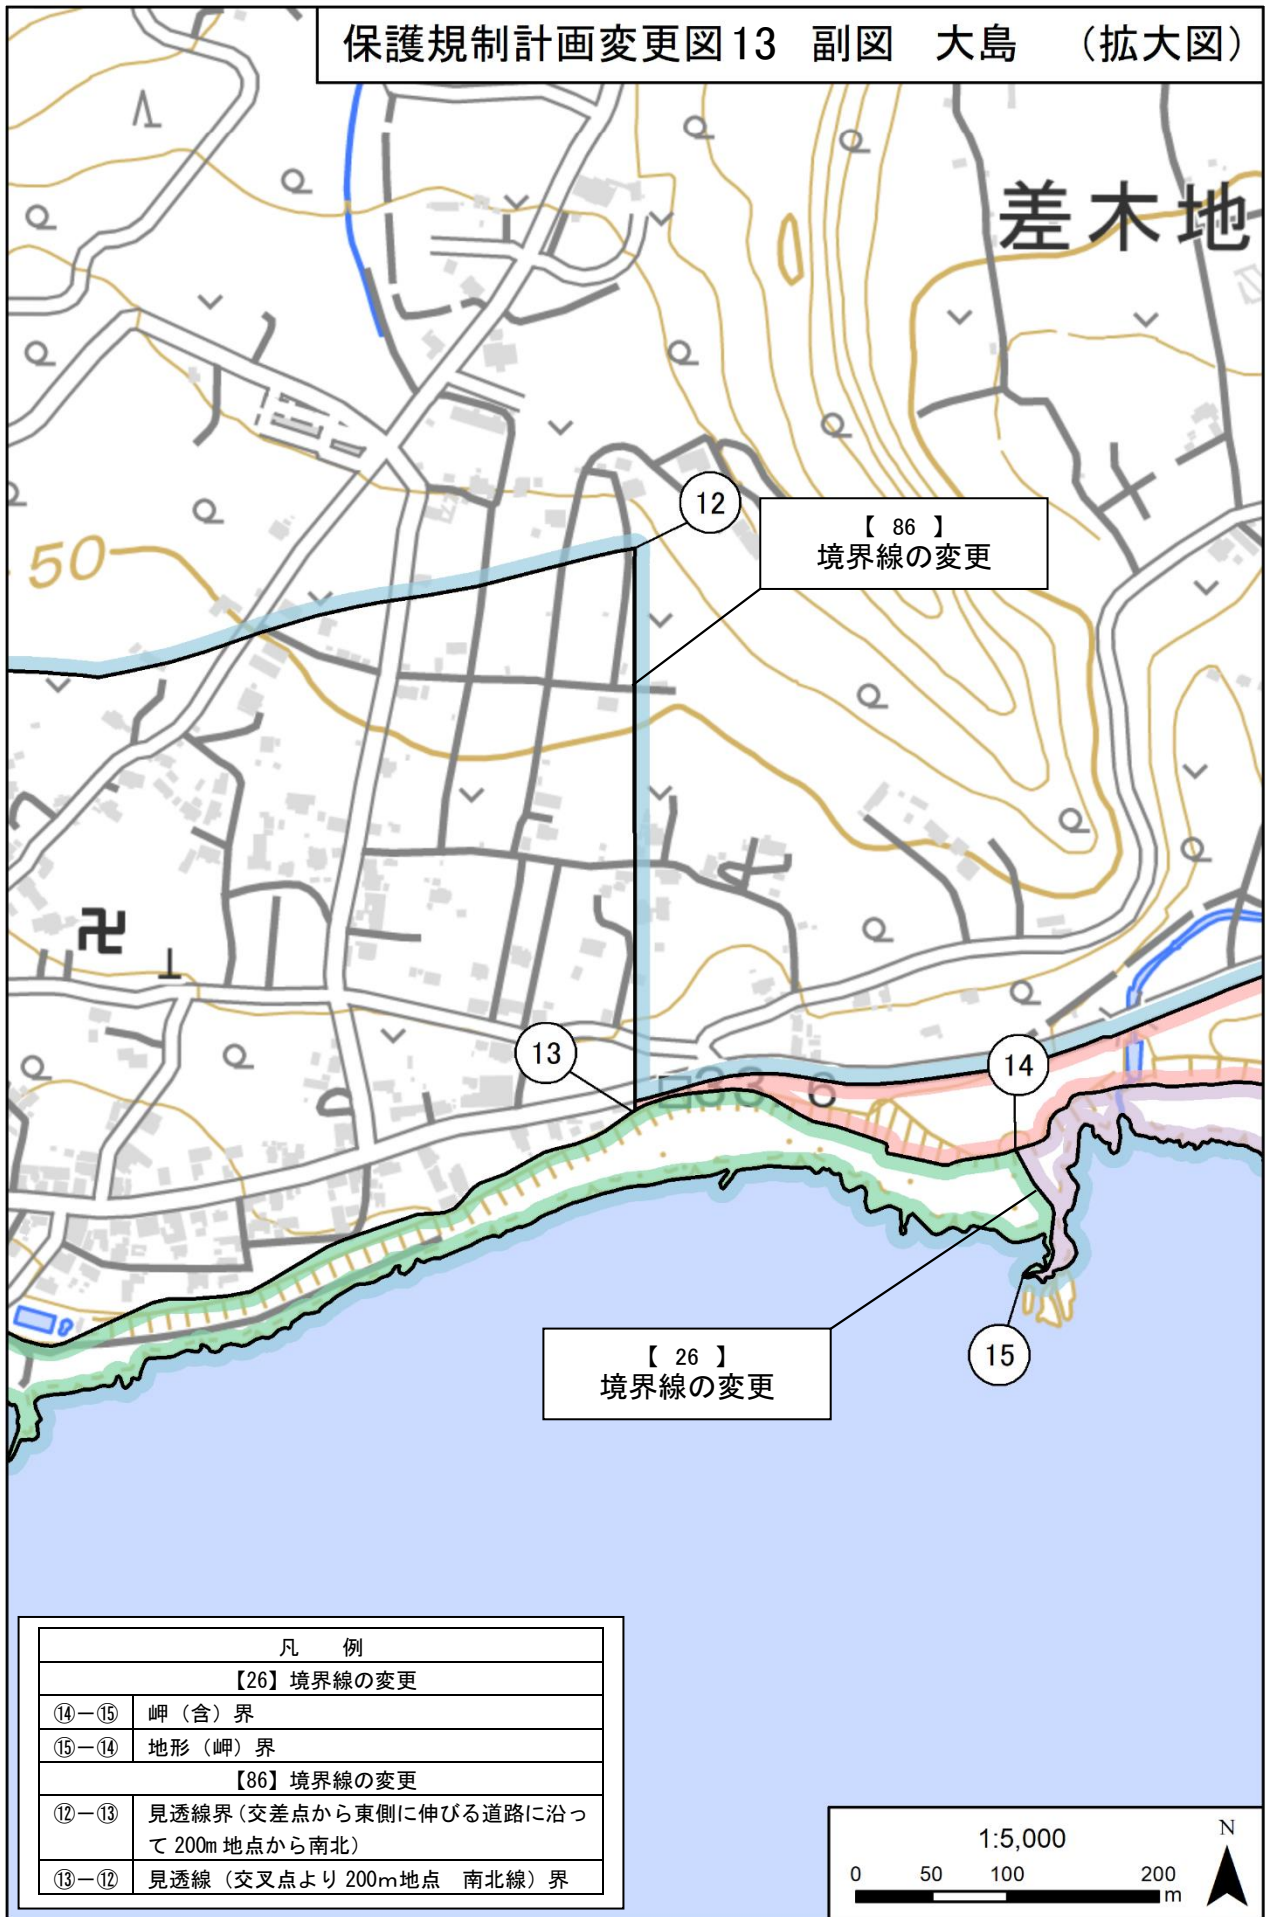 保護規制計画変更図13 副図 大島 （拡大図）
差木地
50
12
【 86 】
境界線の変更
13
33.6
14
【 26 】
境界線の変更
15
凡 例
【26】境界線の変更
⑭－⑮ 岬（含）界
⑮－⑭ 地形（岬）界
【86】境界線の変更
⑫－⑬ 見透線界（交差点から東側に伸びる道路に沿っ
て 200m 地点から南北）
⑬－⑫ 見透線（交叉点より 200m地点 南北線）界
1:5,000
N
0 50 100 200
m